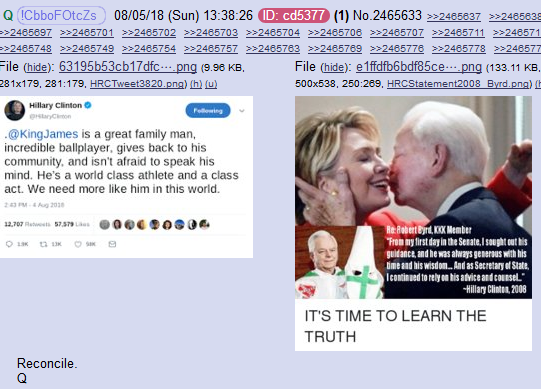 Q !CbboFOtcZs 08/05/18 (Sun) 13:38:26 ID: cd5377 (1) No.2465633 >>2465637 >>2465638
>>2465697 >>2465701 >>2465702 >>2465703 >>2465704 >>2465705 >>2465707 >>2465711 >>246571
>>2465748 >>2465749 >>2465754 >>2465757 >>2465763 >>2465769 >>2465776 >>2465778 >>246577
File (hide): 63195b53cb17dfc⋯.png (9.96 KB,
281x179, 281:179, HRCTweet3820.png) (h) (u)
File (hide): e1ffdfb6bdf85ce⋯.png (133.11 KB,
500x538, 250:269, HRCStatement2008_Byrd.png) (h
Hillary Clinton
@HillaryClinton
Following
.@KingJames is a great family man,
incredible ballplayer, gives back to his
community, and isn't afraid to speak his
mind. He's a world class athlete and a class
act. We need more like him in this world.
2:43 PM - 4 Aug 2018
12,707 Retweets 57,579 Likes
1.9K 13K 58K
Re: Robert Byrd, KKK Member
"From my first day in the Senate, I sought out his
guidance, and he was always generous with his
time and his wisdom... And as Secretary of State,
I continued to rely on his advice and counsel..."
~Hillary Clinton, 2008
IT'S TIME TO LEARN THE
TRUTH
Reconcile.
Q